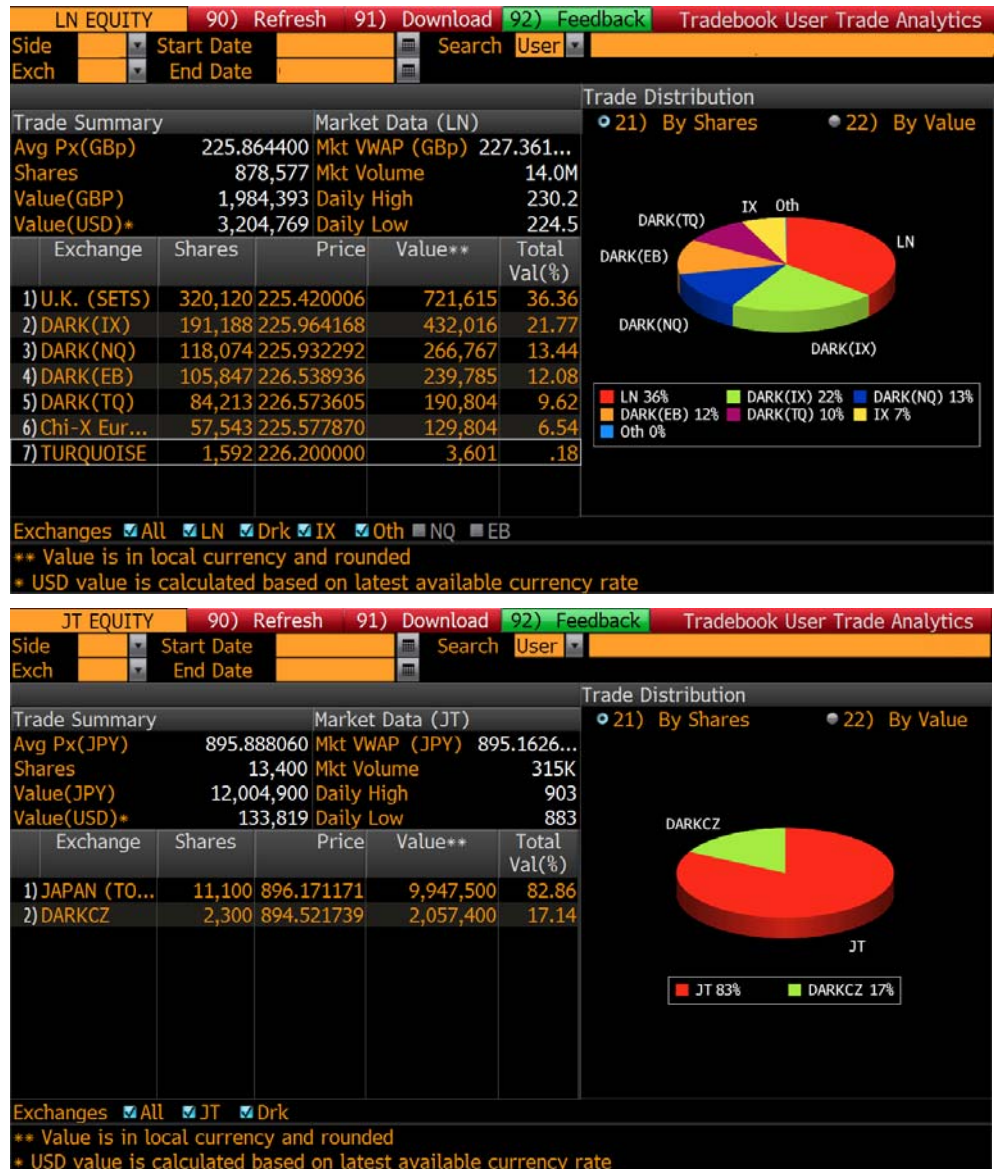 LN EQUITY 90) Refresh 91) Download 92) Feedback Tradebook User Trade Analytics
Side Start Date Search User
Exch End Date
Trade Distribution
Trade Summary Market Data (LN) 21) By Shares 22) By Value
Avg Px(GBp) 225.864400 Mkt VWAP (GBp) 227.361...
Shares 878,577 Mkt Volume 14.0M
Value(GBP) 1,984,393 Daily High 230.2
Value(USD)* 3,204,769 Daily Low 224.5
Exchange Shares Price Value** Total Val(%)
1) U.K. (SETS) 320,120 225.420006 721,615 36.36
2) DARK(IX) 191,188 225.964168 432,016 21.77
3) DARK(NQ) 118,074 225.932292 266,767 13.44
4) DARK(EB) 105,847 226.538936 239,785 12.08
5) DARK(TQ) 84,213 226.573605 190,804 9.62
6) Chi-X Eur... 57,543 225.577870 129,804 6.54
7) TURQUOISE 1,592 226.200000 3,601 .18
IX Oth
DARK(TQ)
LN
DARK(EB)
DARK(NQ)
DARK(IX)
LN 36% DARK(IX) 22% DARK(NQ) 13%
DARK(EB) 12% DARK(TQ) 10% IX 7%
Oth 0%
Exchanges All LN Drk IX Oth NQ EB
** Value is in local currency and rounded
* USD value is calculated based on latest available currency rate
JT EQUITY 90) Refresh 91) Download 92) Feedback Tradebook User Trade Analytics
Side Start Date Search User
Exch End Date
Trade Distribution
Trade Summary Market Data (JT) 21) By Shares 22) By Value
Avg Px(JPY) 895.888060 Mkt VWAP (JPY) 895.1626...
Shares 13,400 Mkt Volume 315K
Value(JPY) 12,004,900 Daily High 903
Value(USD)* 133,819 Daily Low 883
Exchange Shares Price Value** Total Val(%)
1) JAPAN (TO... 11,100 896.171171 9,947,500 82.86
2) DARKCZ 2,300 894.521739 2,057,400 17.14
DARKCZ
JT
JT 83% DARKCZ 17%
Exchanges All JT Drk
** Value is in local currency and rounded
* USD value is calculated based on latest available currency rate